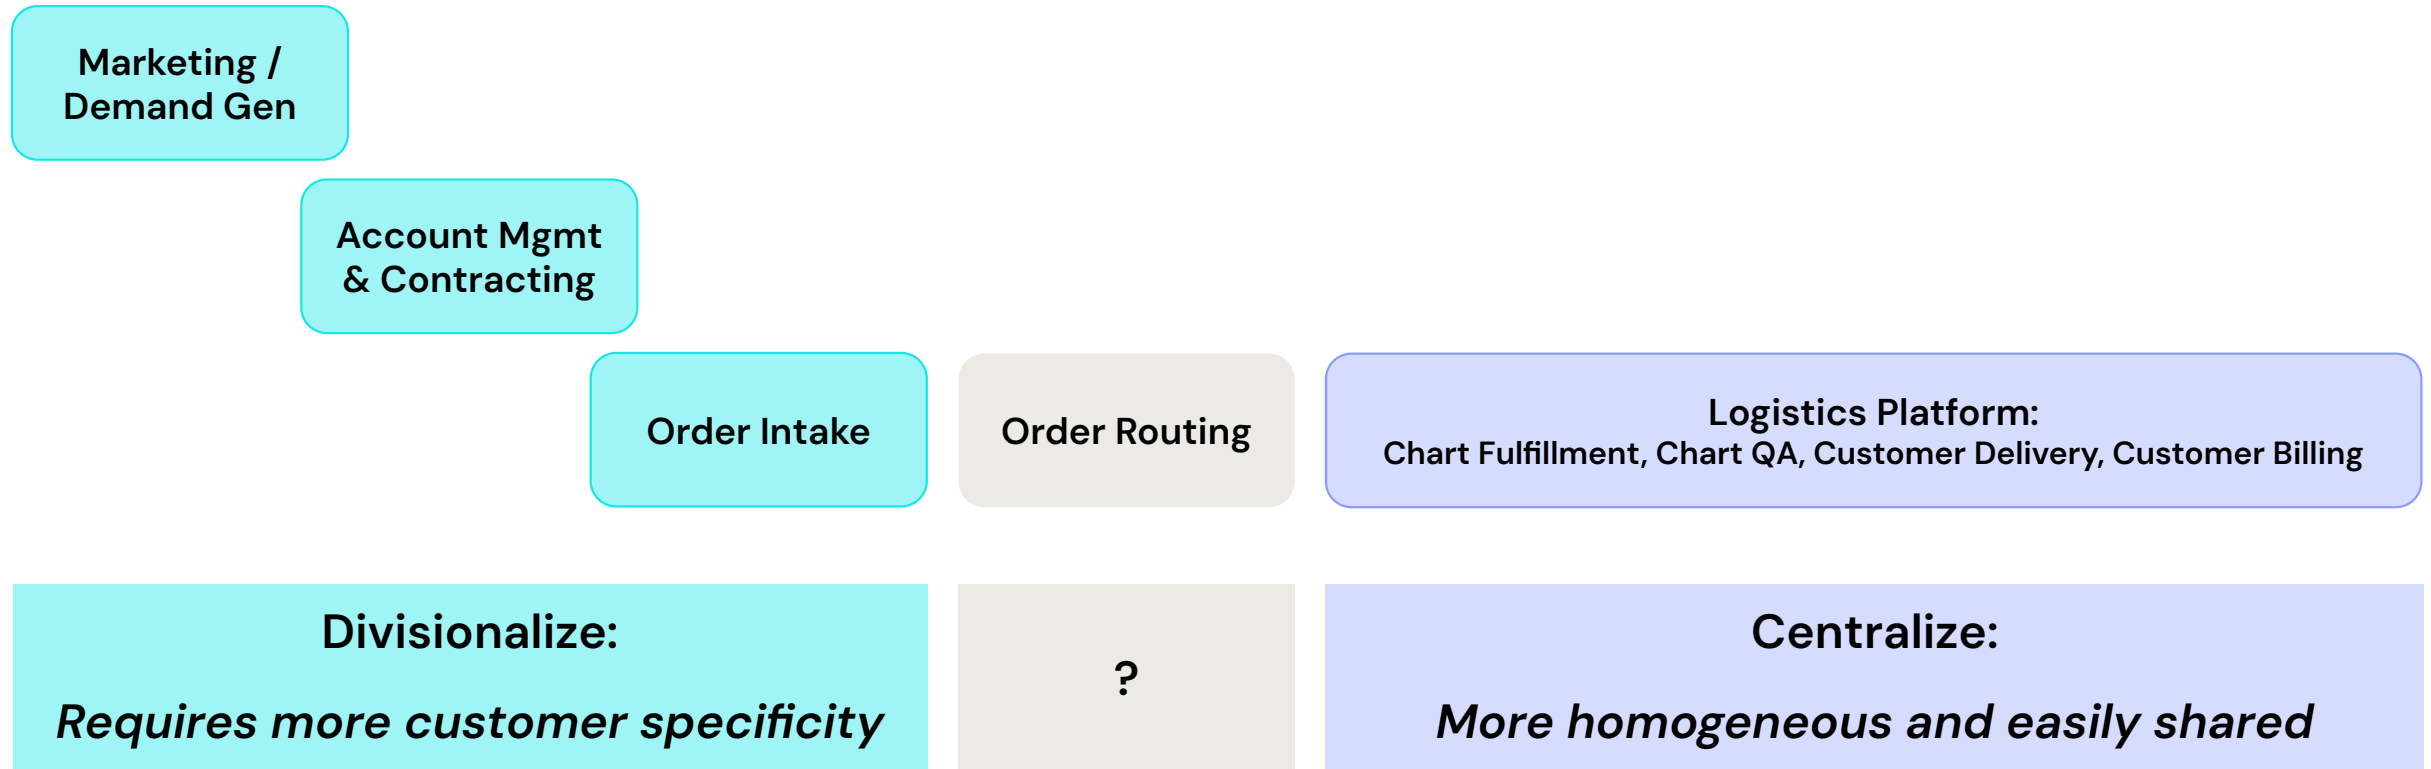 Marketing /
Demand Gen
Account Mgmt
& Contracting
Order Intake
Order Routing
Logistics Platform:
Chart Fulfillment, Chart QA, Customer Delivery, Customer Billing
Divisionalize:
Requires more customer specificity
?
Centralize:
More homogeneous and easily shared